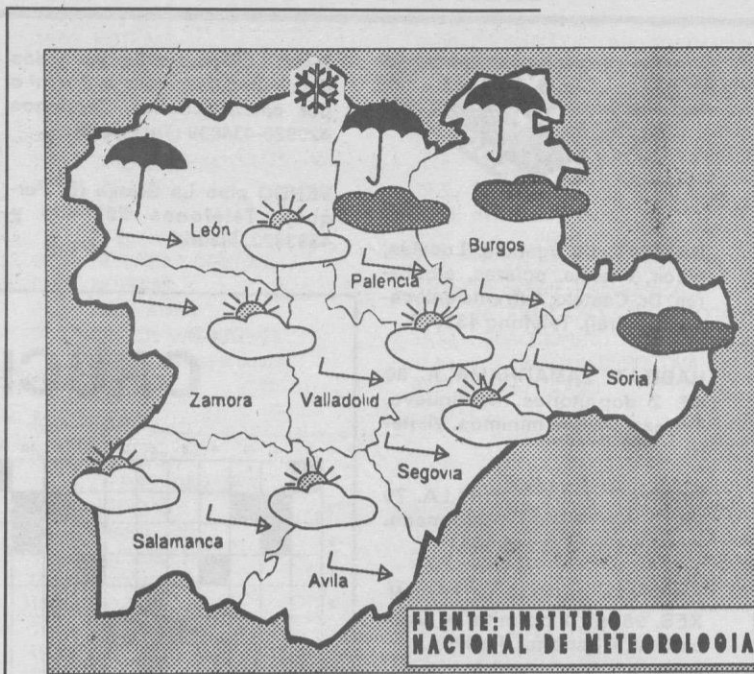 León
Burgos
Palencia
Soria
Zamora
Valladolid
Segovia
Salamanca
Avila
FUENTE: INSTITUTO
NACIONAL DE METEOROLOGIA